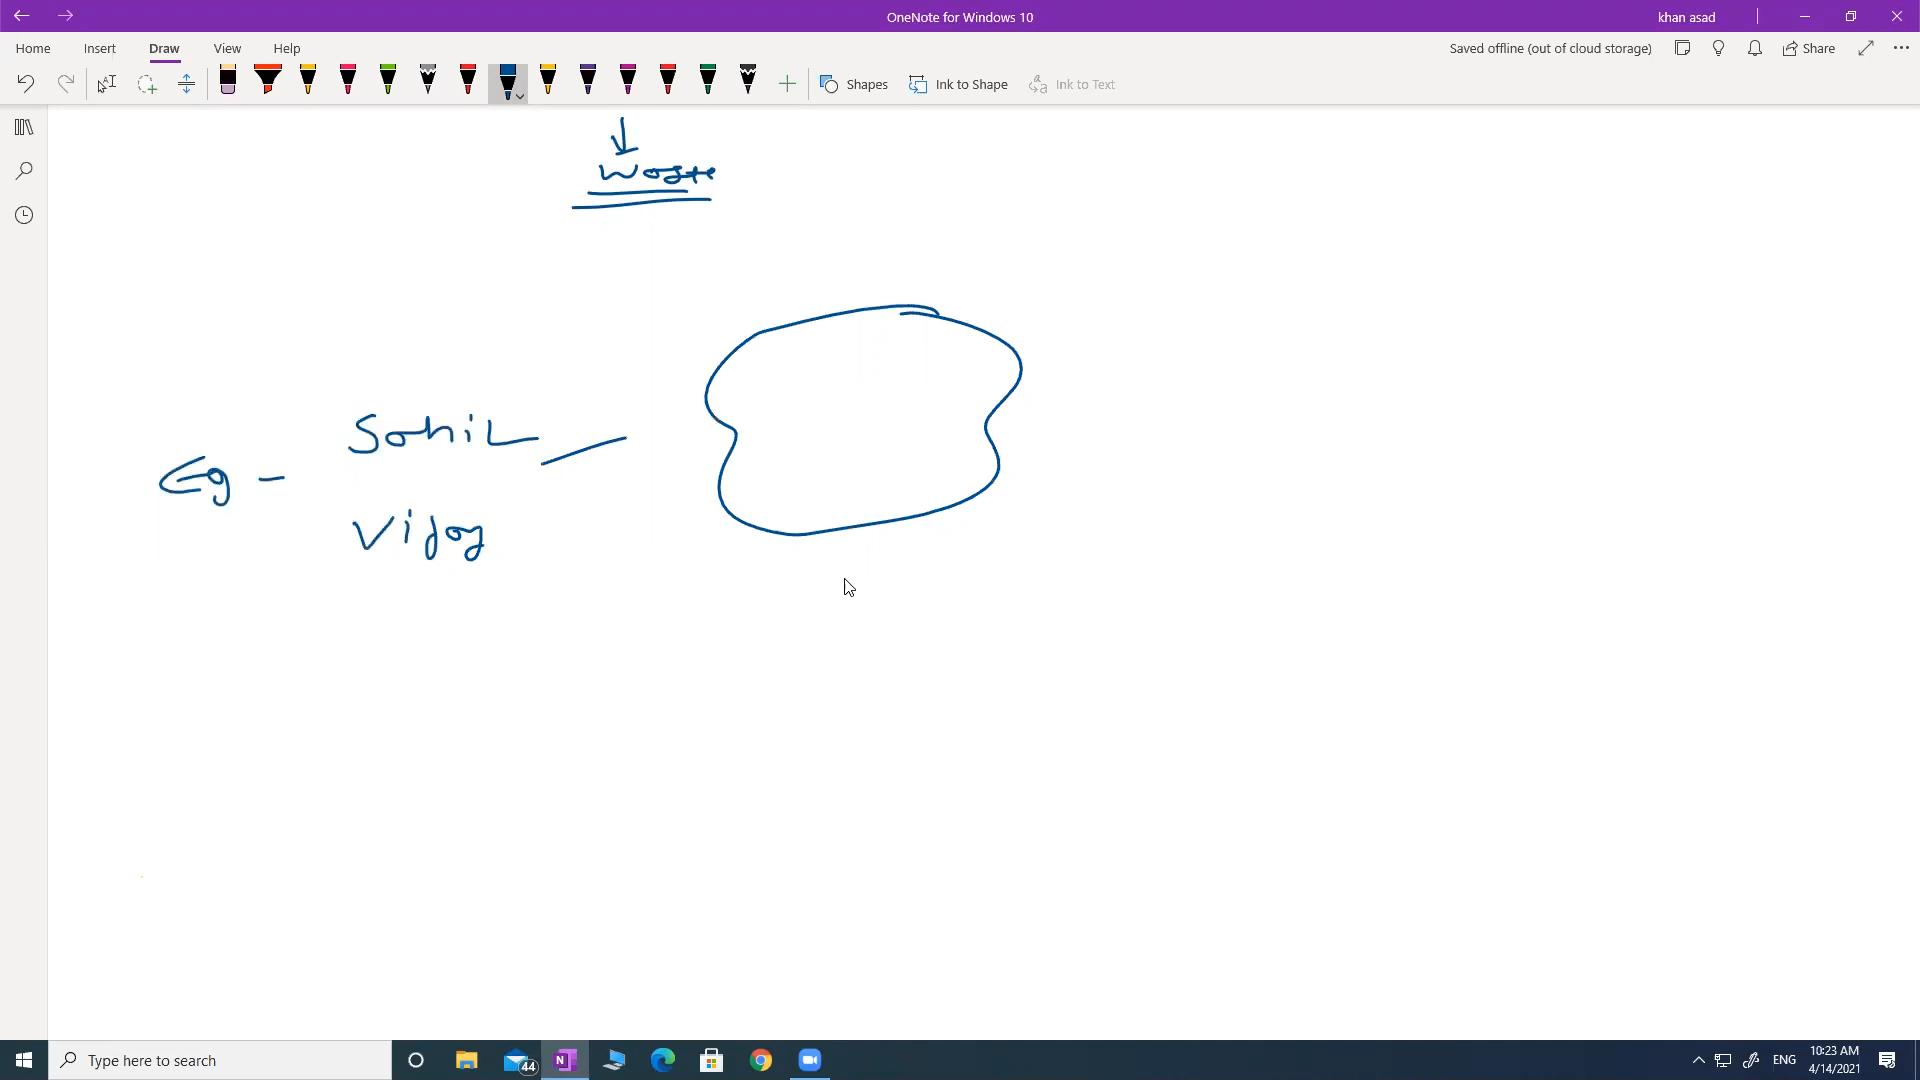 OneNote for Windows 10
khan asad
Home Insert Draw View Help
Saved offline (out of cloud storage)
Share
Shapes
Ink to Shape
Ink to Text
Waste
Sahil
Eg -
Vijay
Type here to search
44
N
ENG
10:23 AM
4/14/2021